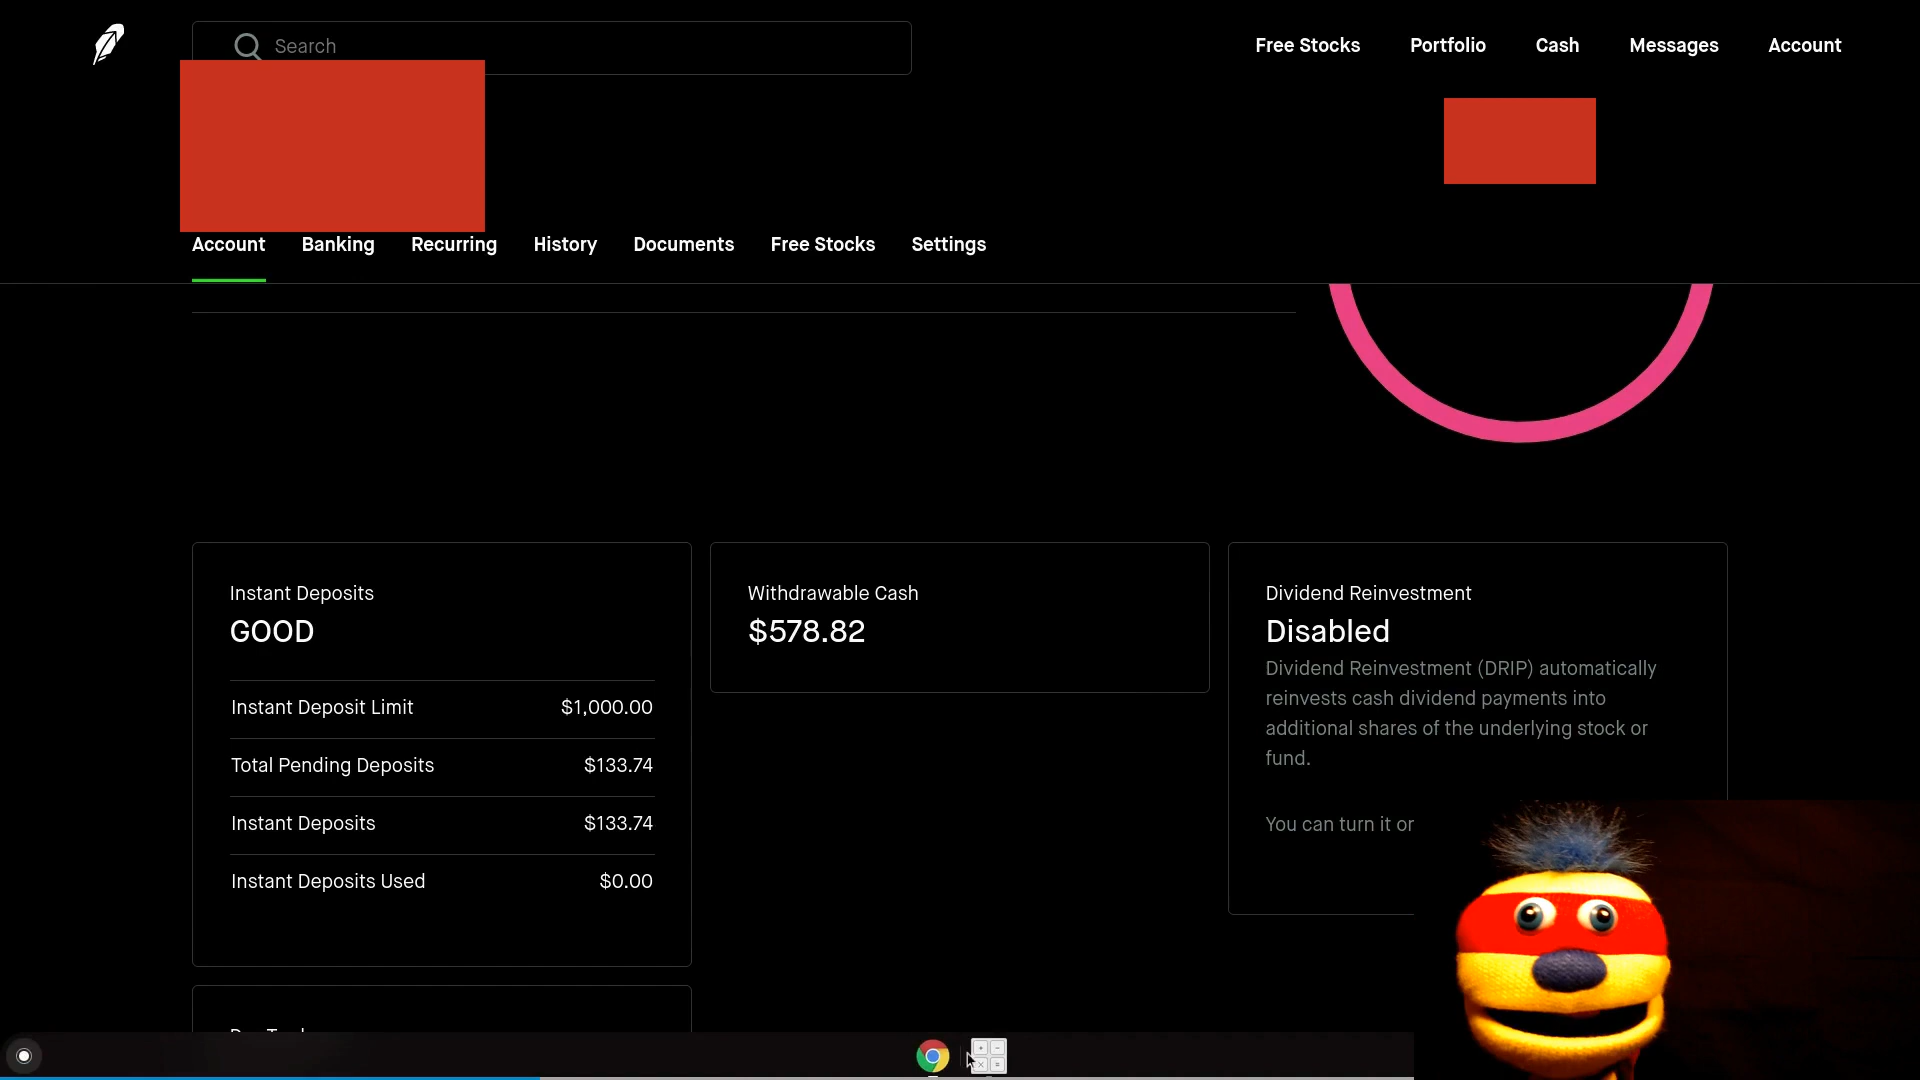 Search
Free Stocks
Portfolio
Cash
Messages
Account
Account
Banking
Recurring
History
Documents
Free Stocks
Settings
Instant Deposits
GOOD
Instant Deposit Limit
$1,000.00
Total Pending Deposits
$133.74
Instant Deposits
$133.74
Instant Deposits Used
$0.00
Withdrawable Cash
$578.82
Dividend Reinvestment
Disabled
Dividend Reinvestment (DRIP) automatically
reinvests cash dividend payments into
additional shares of the underlying stock or
fund.
You can turn it or